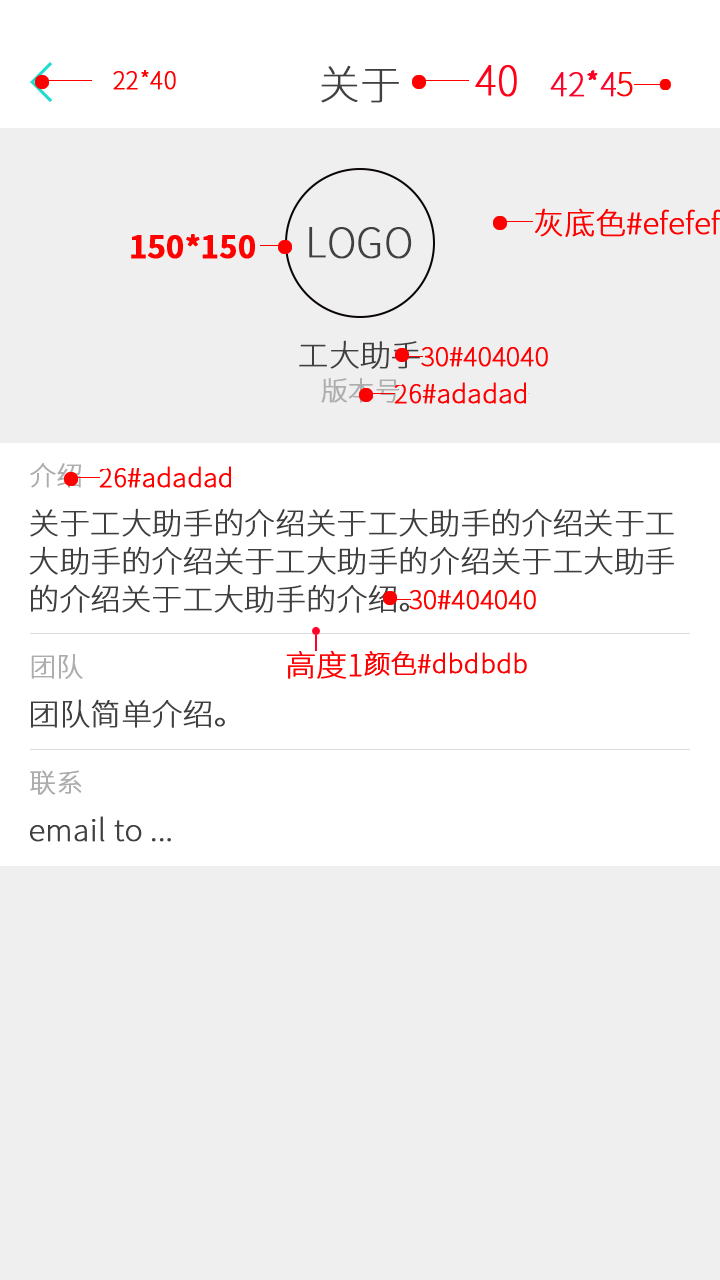 22*40 关于 40 42*45
灰底色#efefef
150*150 LOGO
工大助手 30#404040
版本号 26#adadad
介绍 26#adadad
关于工大助手的介绍关于工大助手的介绍关于工
大助手的介绍关于工大助手的介绍关于工大助手
的介绍关于工大助手的介绍。 30#404040
团队 高度1颜色#dbdbdb
团队简单介绍。
联系
email to ...